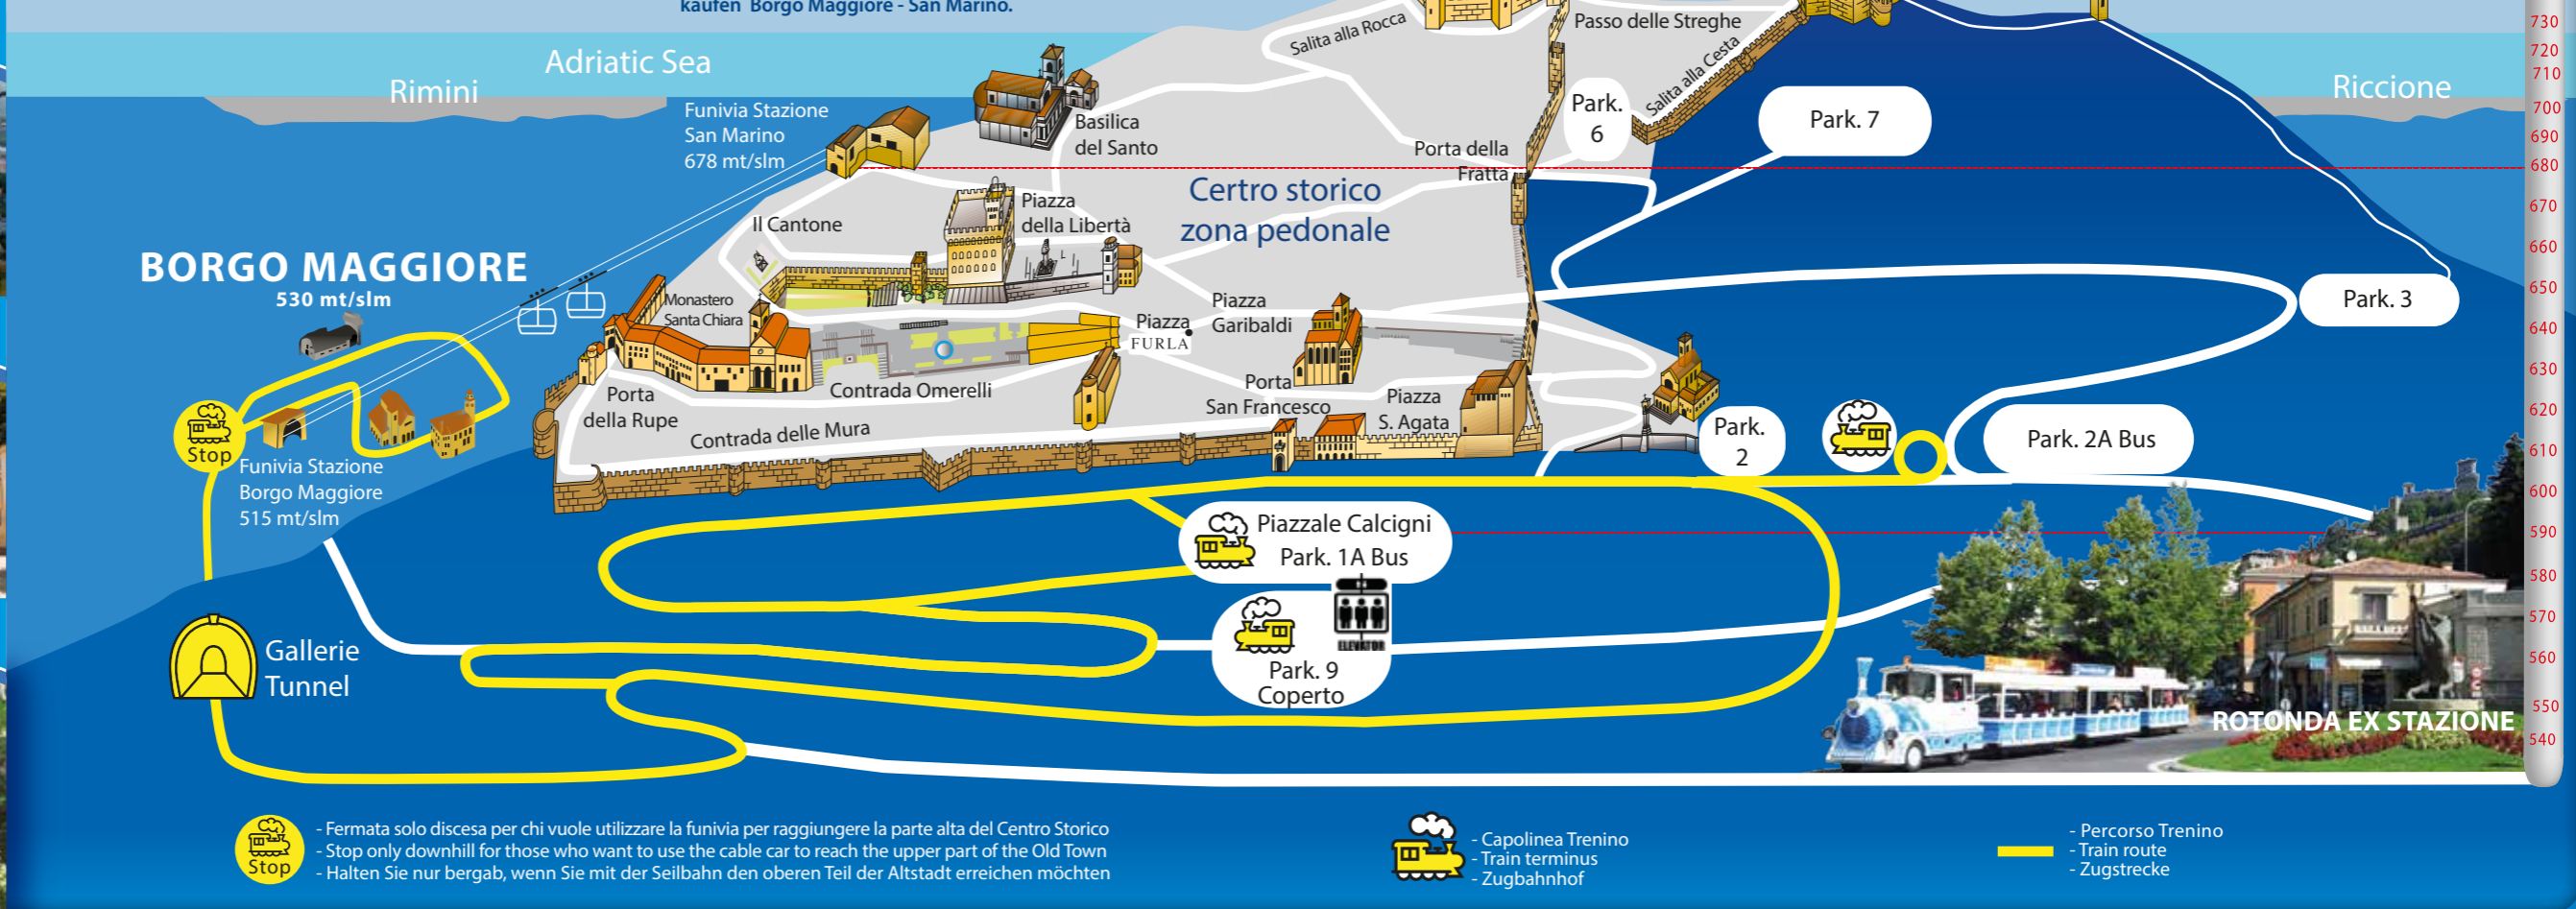 kaufen Borgo Maggiore - San Marino.
Adriatic Sea
Rimini
Riccione
Salita alla Rocca
Passo delle Streghe
Salita alla Cesta
Funivia Stazione
San Marino
678 mt/slm
Basilica
del Santo
Park.
6
Park. 7
Porta della
Fratta
Certro storico
zona pedonale
Il Cantone
Piazza
della Libertà
BORGO MAGGIORE
530 mt/slm
Monastero
Santa Chiara
Piazza
FURLA
Piazza
Garibaldi
Park. 3
Porta
della Rupe
Contrada Omerelli
Contrada delle Mura
Porta
San Francesco
Piazza
S. Agata
Park.
2
Park. 2A Bus
Stop
Funivia Stazione
Borgo Maggiore
515 mt/slm
Piazzale Calcigni
Park. 1A Bus
ELEVATOR
Park. 9
Coperto
Gallerie
Tunnel
ROTONDA EX STAZIONE
730
720
710
700
690
680
670
660
650
640
630
620
610
600
590
580
570
560
550
540
Stop
- Fermata solo discesa per chi vuole utilizzare la funivia per raggiungere la parte alta del Centro Storico
- Stop only downhill for those who want to use the cable car to reach the upper part of the Old Town
- Halten Sie nur bergab, wenn Sie mit der Seilbahn den oberen Teil der Altstadt erreichen möchten
- Capolinea Trenino
- Train terminus
- Zugbahnhof
- Percorso Trenino
- Train route
- Zugstrecke